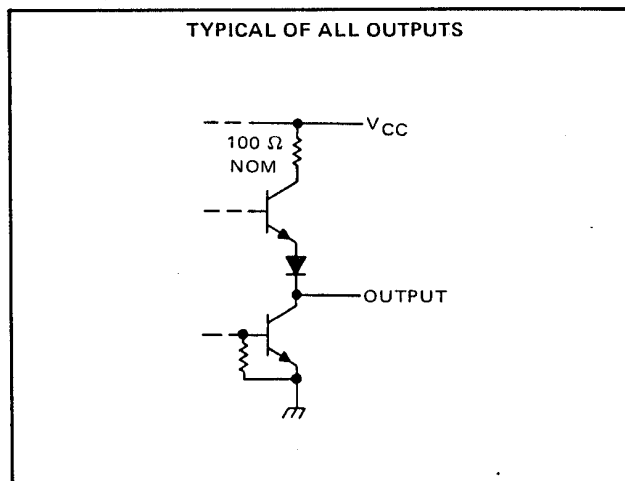 TYPICAL OF ALL OUTPUTS
VCC
100 Ω
NOM
OUTPUT